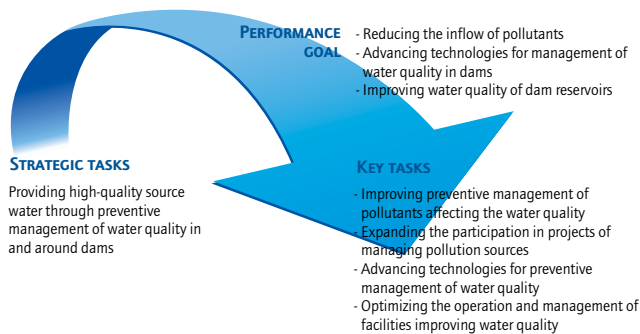 PERFORMANCE
GOAL
- Reducing the inflow of pollutants
- Advancing technologies for management of
water quality in dams
- Improving water quality of dam reservoirs
STRATEGIC TASKS
Providing high-quality source
water through preventive
management of water quality in
and around dams
KEY TASKS
- Improving preventive management of
pollutants affecting the water quality
- Expanding the participation in projects of
managing pollution sources
- Advancing technologies for preventive
management of water quality
- Optimizing the operation and management of
facilities improving water quality